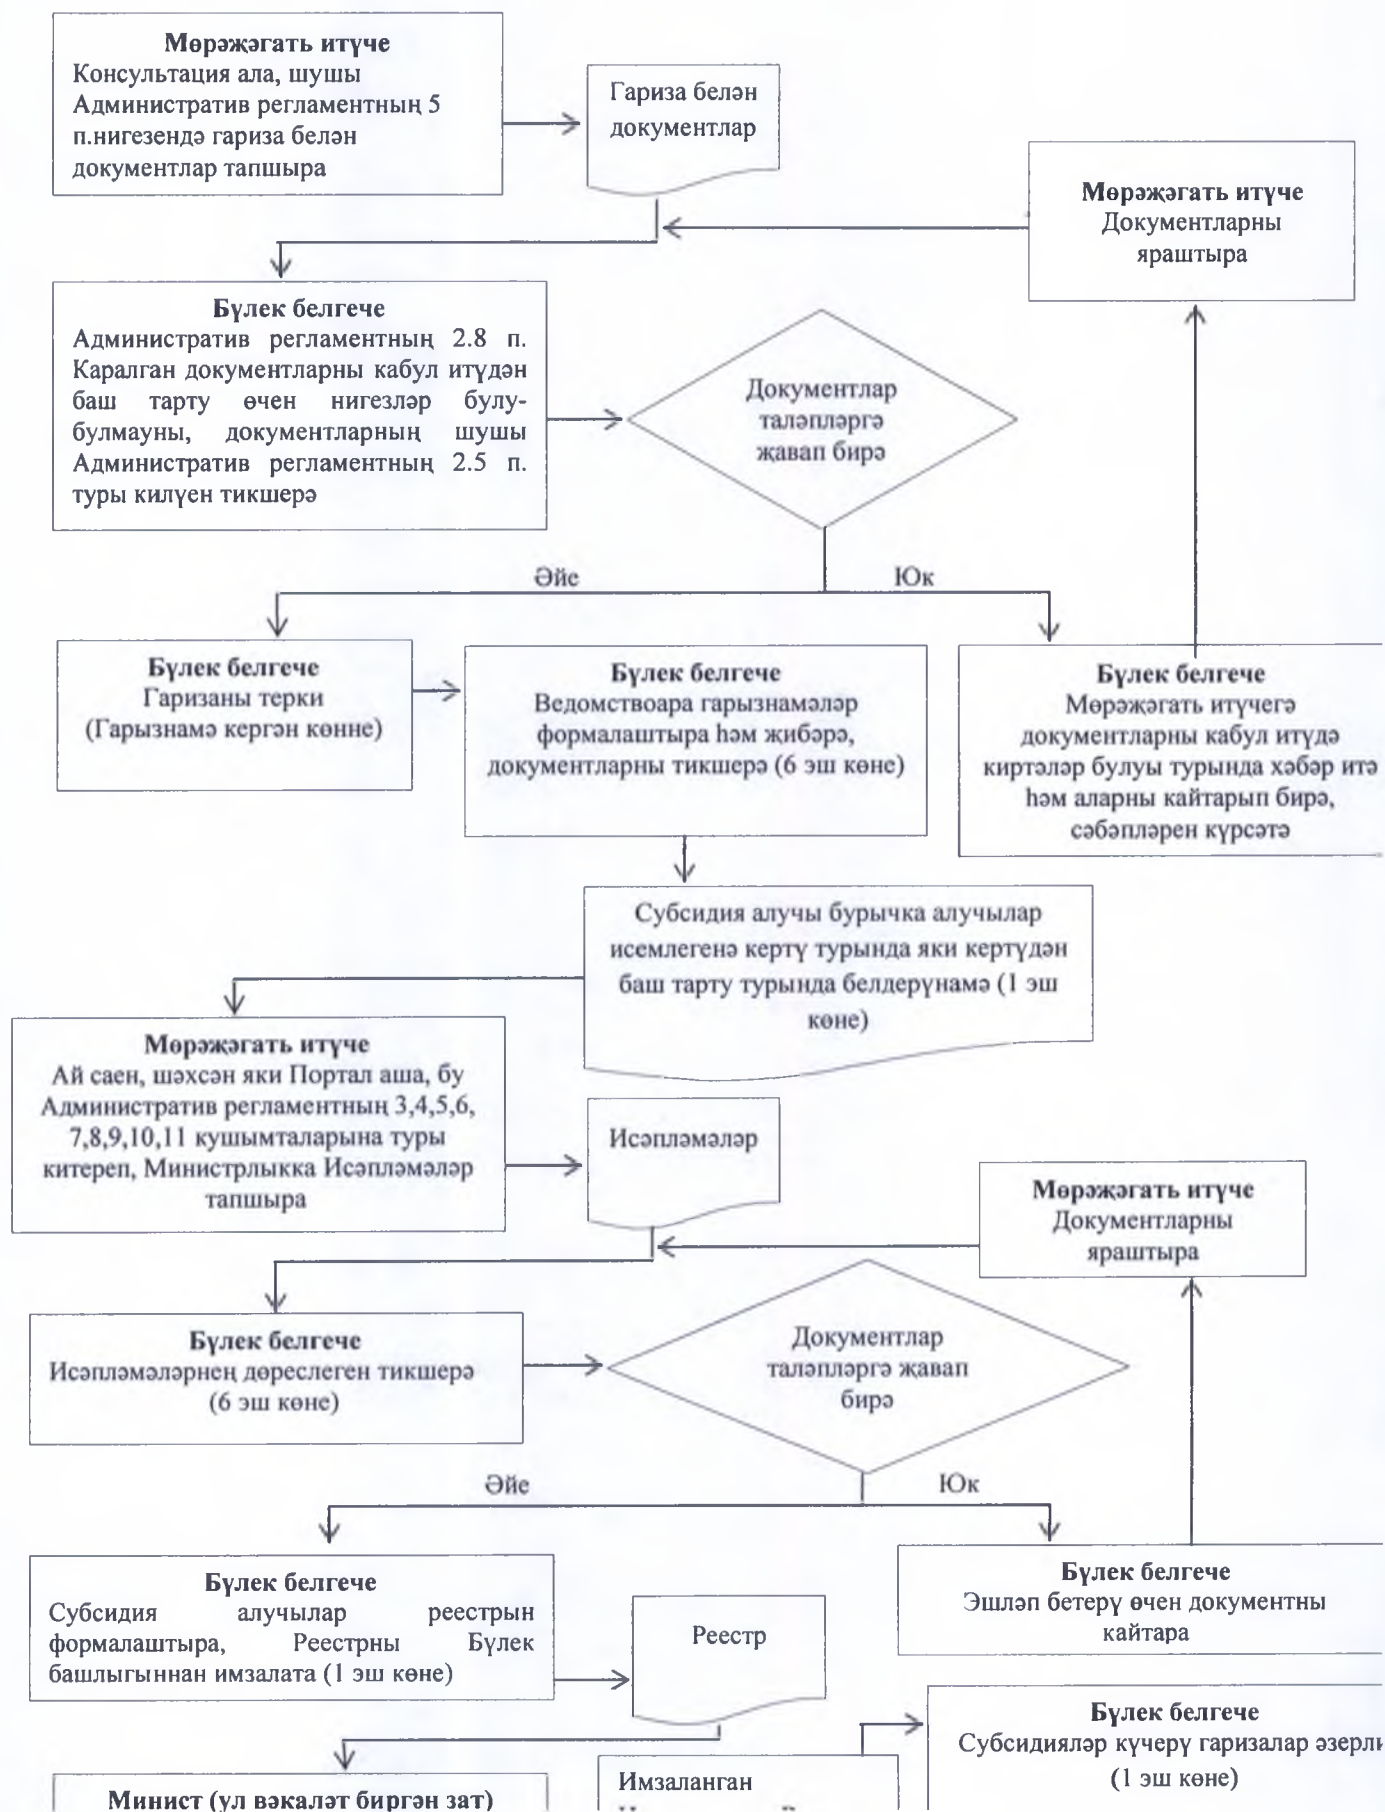 Мөрәҗәгать итүче
Консультация ала, шушы
Административ регламентның 5
п.нигезендә гариза белән
документлар тапшыра
Гариза белән
документлар
Мөрәҗәгать итүче
Документларны
яраштыра
Бүлек белгече
Административ регламентның 2.8 п.
Каралган документларны кабул итүдән
баш тарту өчен нигезләр булу-
булмауны, документларның шушы
Административ регламентның 2.5 п.
туры килүен тикшерә
Документлар
таләпләргә
җавап бирә
Әйе
Юк
Бүлек белгече
Гаризаны терки
(Гарызнамә кергән көнне)
Бүлек белгече
Ведомствоара гарызнамәләр
формалаштыра һәм җибәрә,
документларны тикшерә (6 эш көне)
Бүлек белгече
Мөрәҗәгать итүчегә
документларны кабул итүдә
киртәләр булуы турында хәбәр итә
һәм аларны кайтарып бирә,
сәбәпләрен күрсәтә
Субсидия алучы бурычка алучылар
исемлегенә кертү турында яки кертүдән
баш тарту турында белдерүнамә (1 эш
көне)
Мөрәҗәгать итүче
Ай саен, шәхсән яки Портал аша, бу
Административ регламентның 3,4,5,6,
7,8,9,10,11 кушымталарына туры
китереп, Министрлыкка Исәпләмәләр
тапшыра
Исәпләмәләр
Мөрәҗәгать итүче
Документларны
яраштыра
Бүлек белгече
Исәпләмәләрнең дөреслеген тикшерә
(6 эш көне)
Документлар
таләпләргә җавап
бирә
Әйе
Юк
Бүлек белгече
Субсидия алучылар реестрын
формалаштыра, Реестрны Бүлек
башлыгыннан имзалата (1 эш көне)
Реестр
Бүлек белгече
Эшләп бетерү өчен документны
кайтара
Бүлек белгече
Субсидияләр күчерү гаризалар әзерли
(1 эш көне)
Минист (ул вәкаләт биргән зат)
Имзаланган